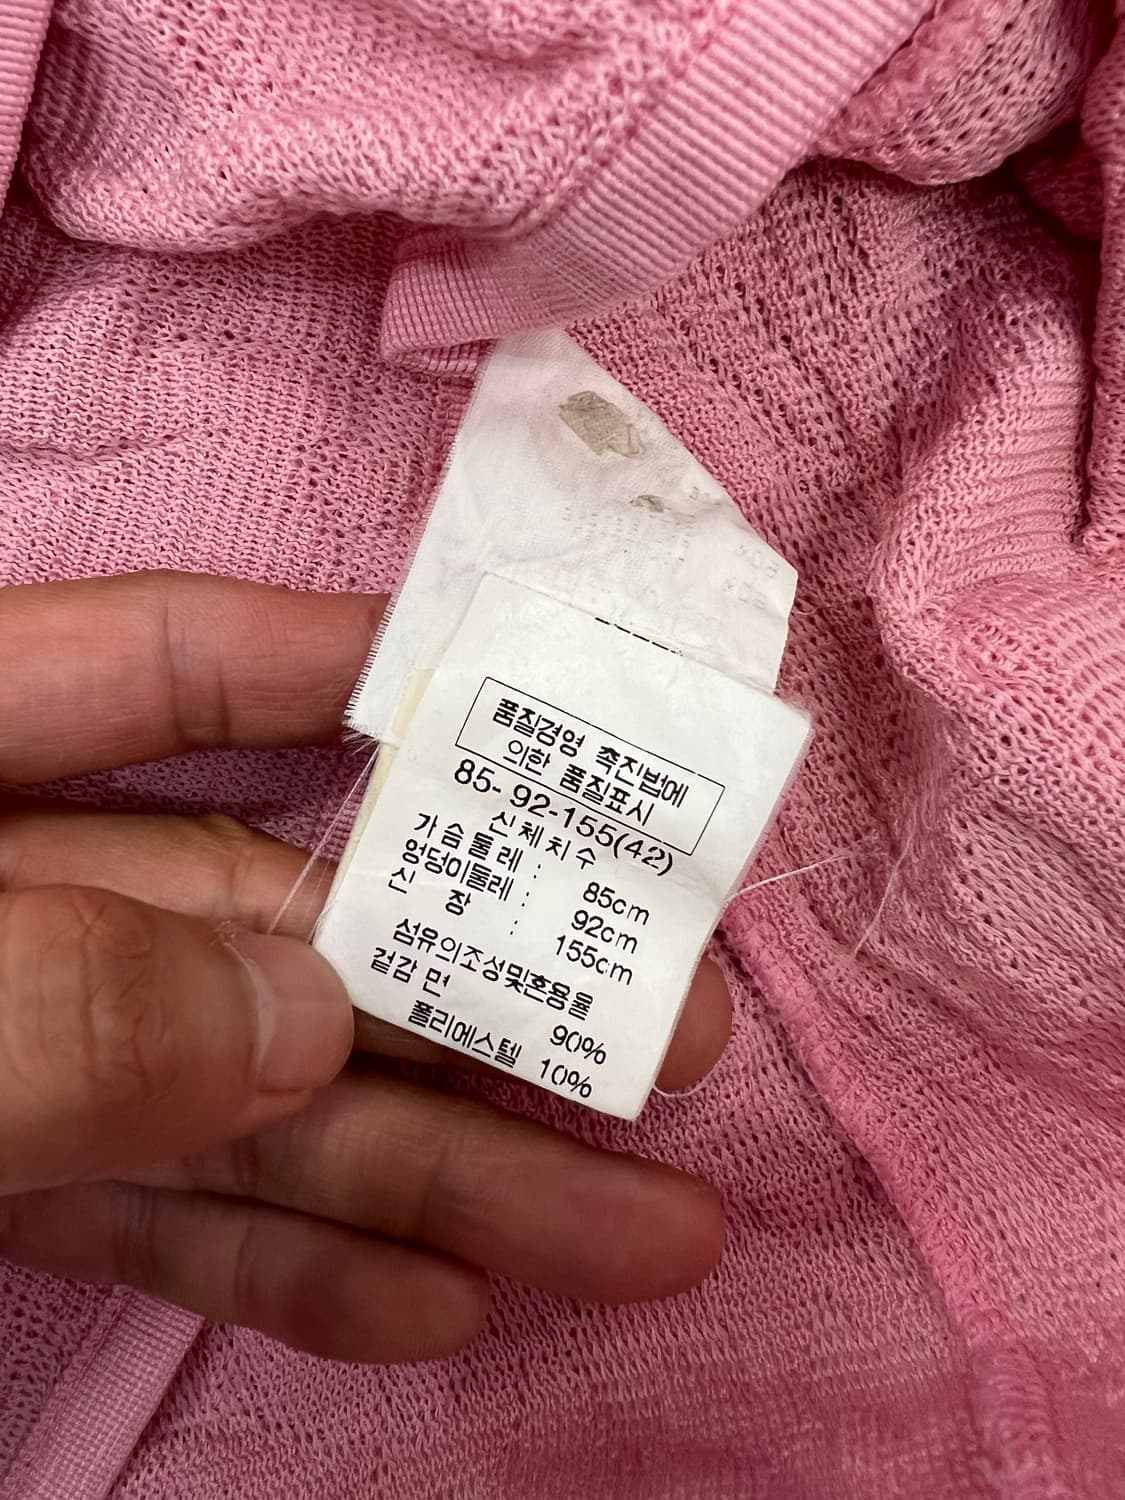 품질경영 촉진법에
의한 품질표시
85-92-155(42)
신체치수
가슴둘레 : 85cm
엉덩이둘레 : 92cm
신 장 : 155cm
섬유의조성및혼용율
겉감 면 90%
폴리에스텔 10%